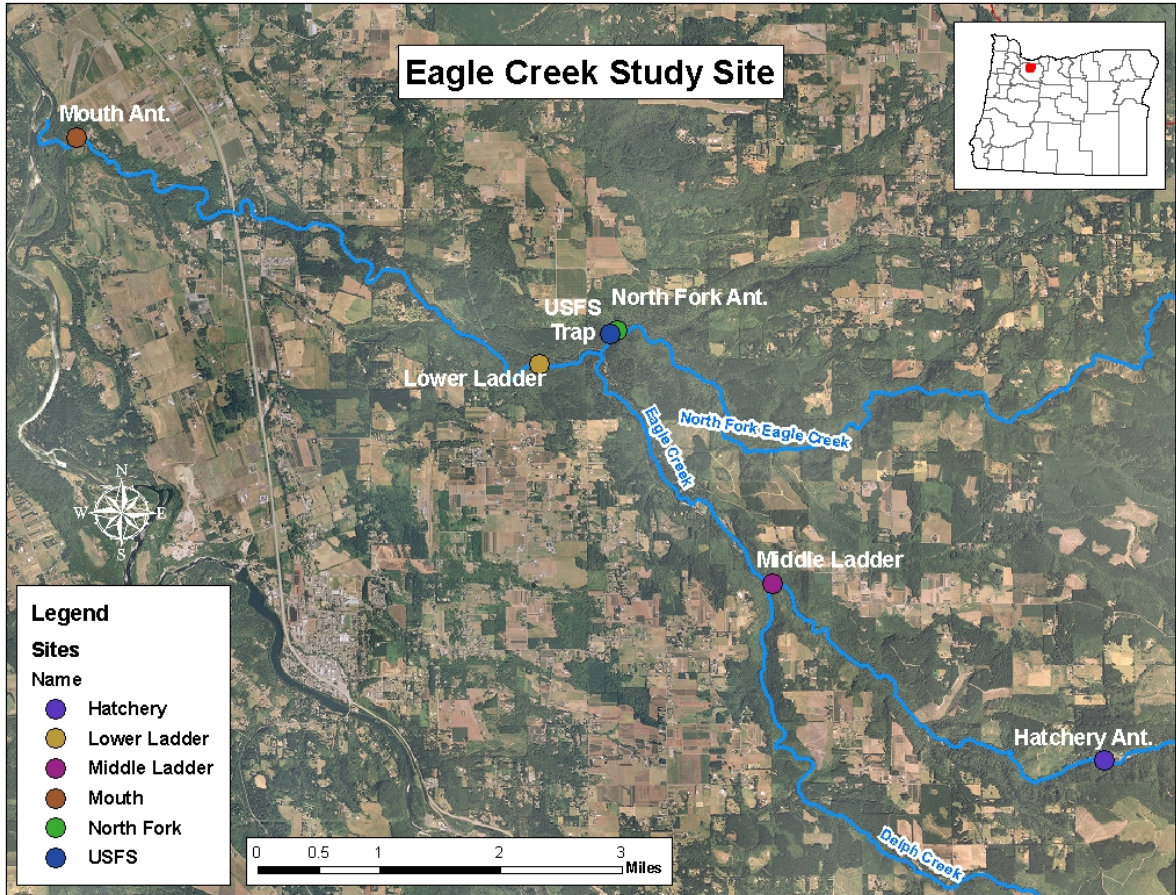 Eagle Creek Study Site
Mouth Ant.
USFS
Trap
North Fork Ant.
Lower Ladder
North Fork Eagle Creek
Eagle Creek
N
W
E
S
Middle Ladder
Hatchery Ant.
Delph Creek
Legend
Sites
Name
Hatchery
Lower Ladder
Middle Ladder
Mouth
North Fork
USFS
0 0.5 1 2 3
Miles